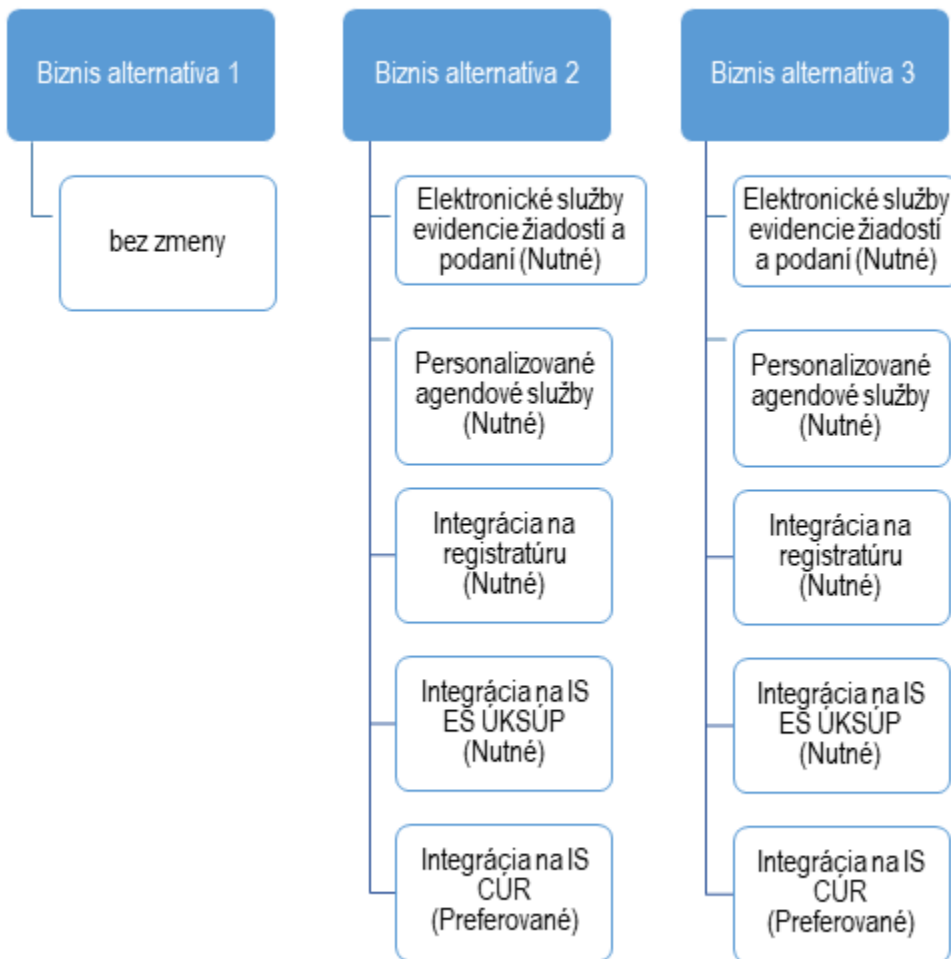 Biznis alternatíva 1
bez zmeny
Biznis alternatíva 2
Elektronické služby
evidencie žiadostí a
podaní (Nutné)
Personalizované
agendové služby
(Nutné)
Integrácia na
registratúru
(Nutné)
Integrácia na IS
ES ÚKSÚP
(Nutné)
Integrácia na IS
CÚR
(Preferované)
Biznis alternatíva 3
Elektronické služby
evidencie žiadostí
a podaní (Nutné)
Personalizované
agendové služby
(Nutné)
Integrácia na
registratúru
(Nutné)
Integrácia na IS
ES ÚKSÚP
(Nutné)
Integrácia na IS
CÚR
(Preferované)